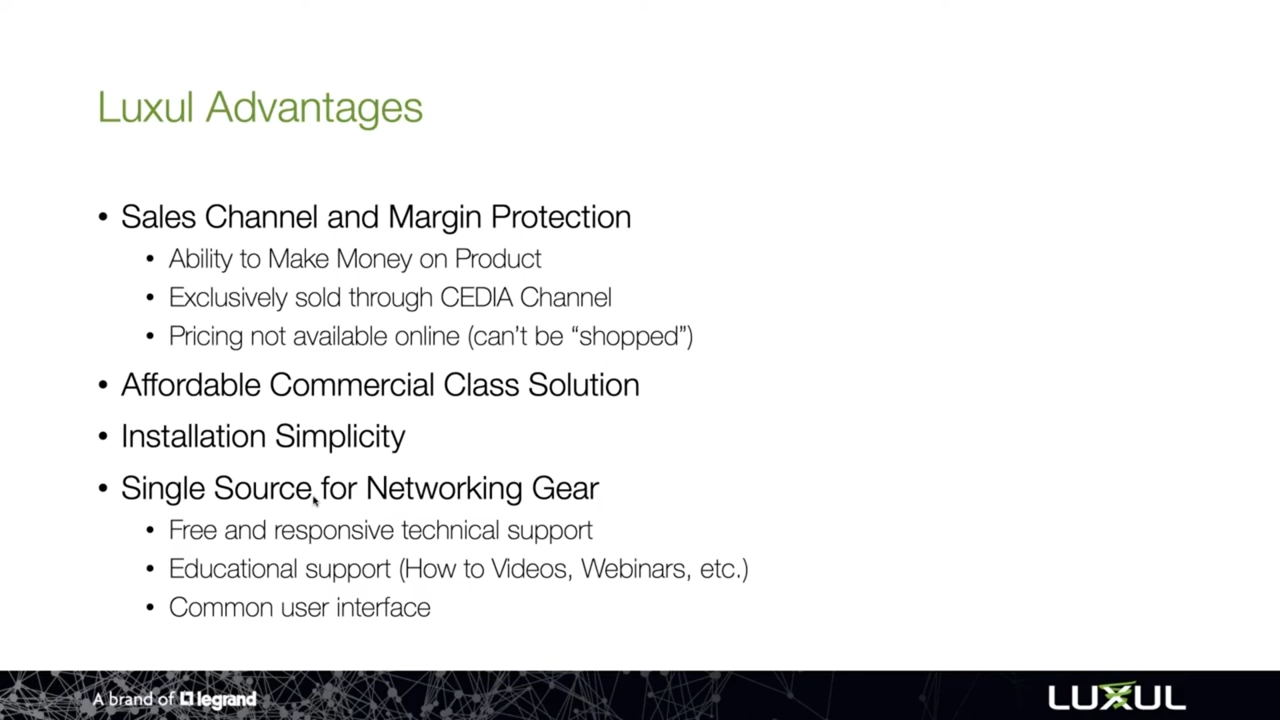 Luxul Advantages
• Sales Channel and Margin Protection
• Ability to Make Money on Product
• Exclusively sold through CEDIA Channel
• Pricing not available online (can’t be “shopped”)
• Affordable Commercial Class Solution
• Installation Simplicity
• Single Source for Networking Gear
• Free and responsive technical support
• Educational support (How to Videos, Webinars, etc.)
• Common user interface
A brand of legrand
LUXUL